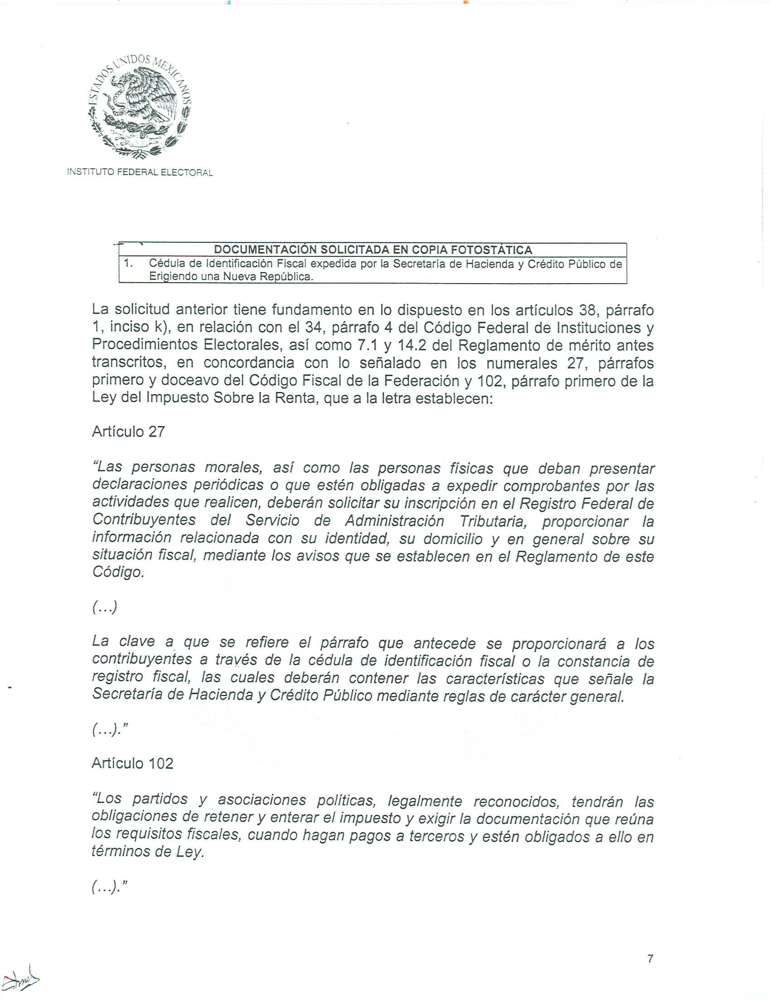 ESTADOS UNIDOS MEXICANOS
INSTITUTO FEDERAL ELECTORAL
DOCUMENTACIÓN SOLICITADA EN COPIA FOTOSTÁTICA
1. Cédula de Identificación Fiscal expedida por la Secretaría de Hacienda y Crédito Público de
Erigiendo una Nueva República.
La solicitud anterior tiene fundamento en lo dispuesto en los artículos 38, párrafo
1, inciso k), en relación con el 34, párrafo 4 del Código Federal de Instituciones y
Procedimientos Electorales, así como 7.1 y 14.2 del Reglamento de mérito antes
transcritos, en concordancia con lo señalado en los numerales 27, párrafos
primero y doceavo del Código Fiscal de la Federación y 102, párrafo primero de la
Ley del Impuesto Sobre la Renta, que a la letra establecen:
Artículo 27
“Las personas morales, así como las personas físicas que deban presentar
declaraciones periódicas o que estén obligadas a expedir comprobantes por las
actividades que realicen, deberán solicitar su inscripción en el Registro Federal de
Contribuyentes del Servicio de Administración Tributaria, proporcionar la
información relacionada con su identidad, su domicilio y en general sobre su
situación fiscal, mediante los avisos que se establecen en el Reglamento de este
Código.
(...)
La clave a que se refiere el párrafo que antecede se proporcionará a los
contribuyentes a través de la cédula de identificación fiscal o la constancia de
registro fiscal, las cuales deberán contener las características que señale la
Secretaría de Hacienda y Crédito Público mediante reglas de carácter general.
(...).”
Artículo 102
“Los partidos y asociaciones políticas, legalmente reconocidos, tendrán las
obligaciones de retener y enterar el impuesto y exigir la documentación que reúna
los requisitos fiscales, cuando hagan pagos a terceros y estén obligados a ello en
términos de Ley.
(...).”
7